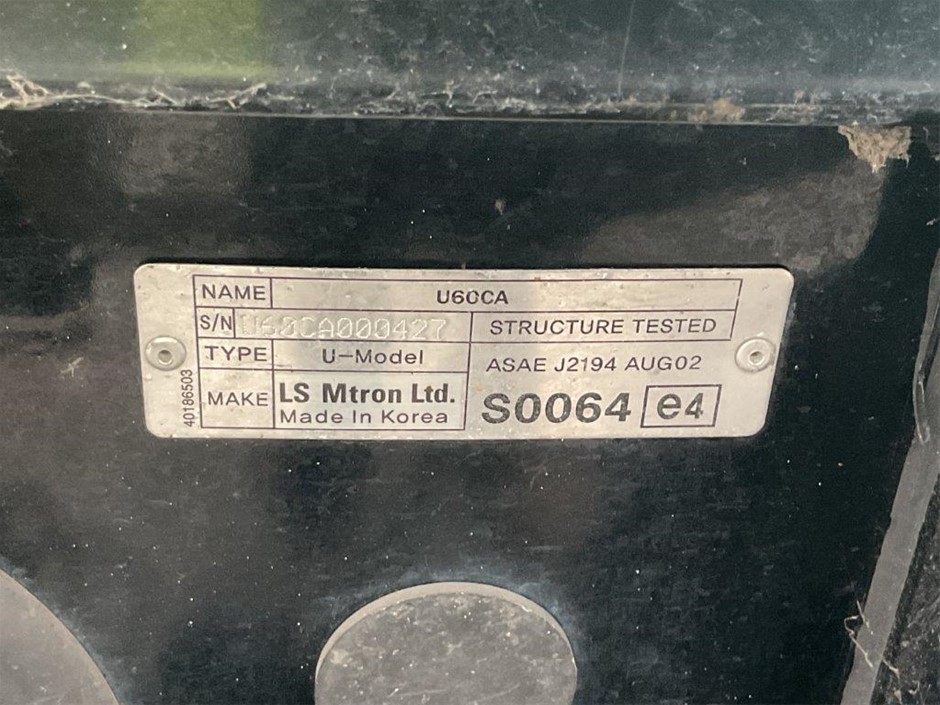 NAME U60CA
S/N U60CA000427 STRUCTURE TESTED
TYPE U-Model ASAE J2194 AUG02
MAKE LS Mtron Ltd.
Made In Korea
S0064 e4
40186503